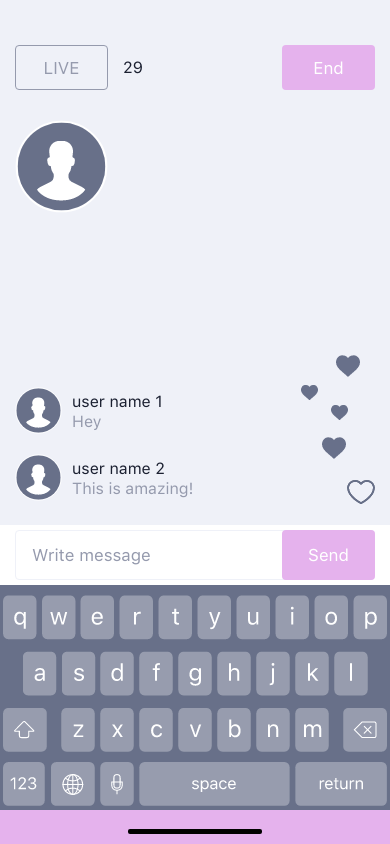 LIVE 29 End
user name 1
Hey
user name 2
This is amazing!
Write message Send
q w e r t y u i o p
a s d f g h j k l
z x c v b n m
123 space return